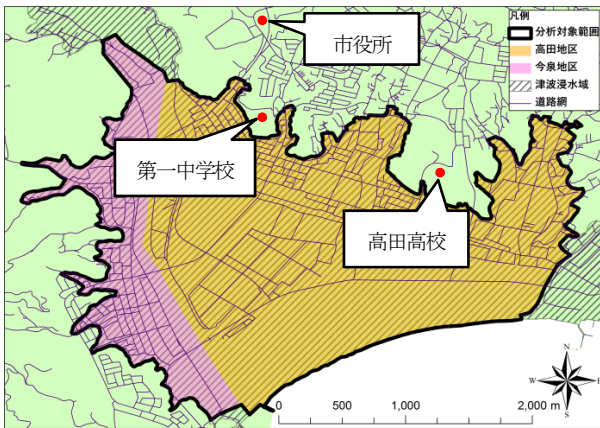 市役所
第一中学校
高田高校
凡例
分析対象範囲
高田地区
今泉地区
津波浸水域
道路網
N
W
E
S
0 500 1,000 2,000 m